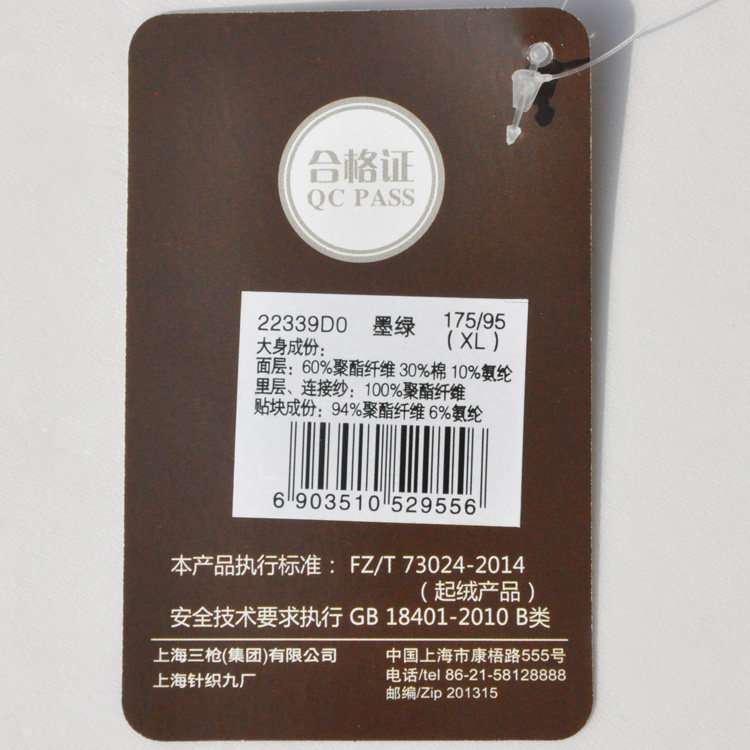 合格证
QC PASS
22339D0 墨绿 175/95
(XL)
大身成份:
面层: 60%聚酯纤维 30%棉 10%氨纶
里层、连接纱: 100%聚酯纤维
贴块成份: 94%聚酯纤维 6%氨纶
6 903510 529556
本产品执行标准: FZ/T 73024-2014
(起绒产品)
安全技术要求执行 GB 18401-2010 B类
上海三枪(集团)有限公司
上海针织九厂
中国上海市康梧路555号
电话/tel 86-21-58128888
邮编/Zip 201315